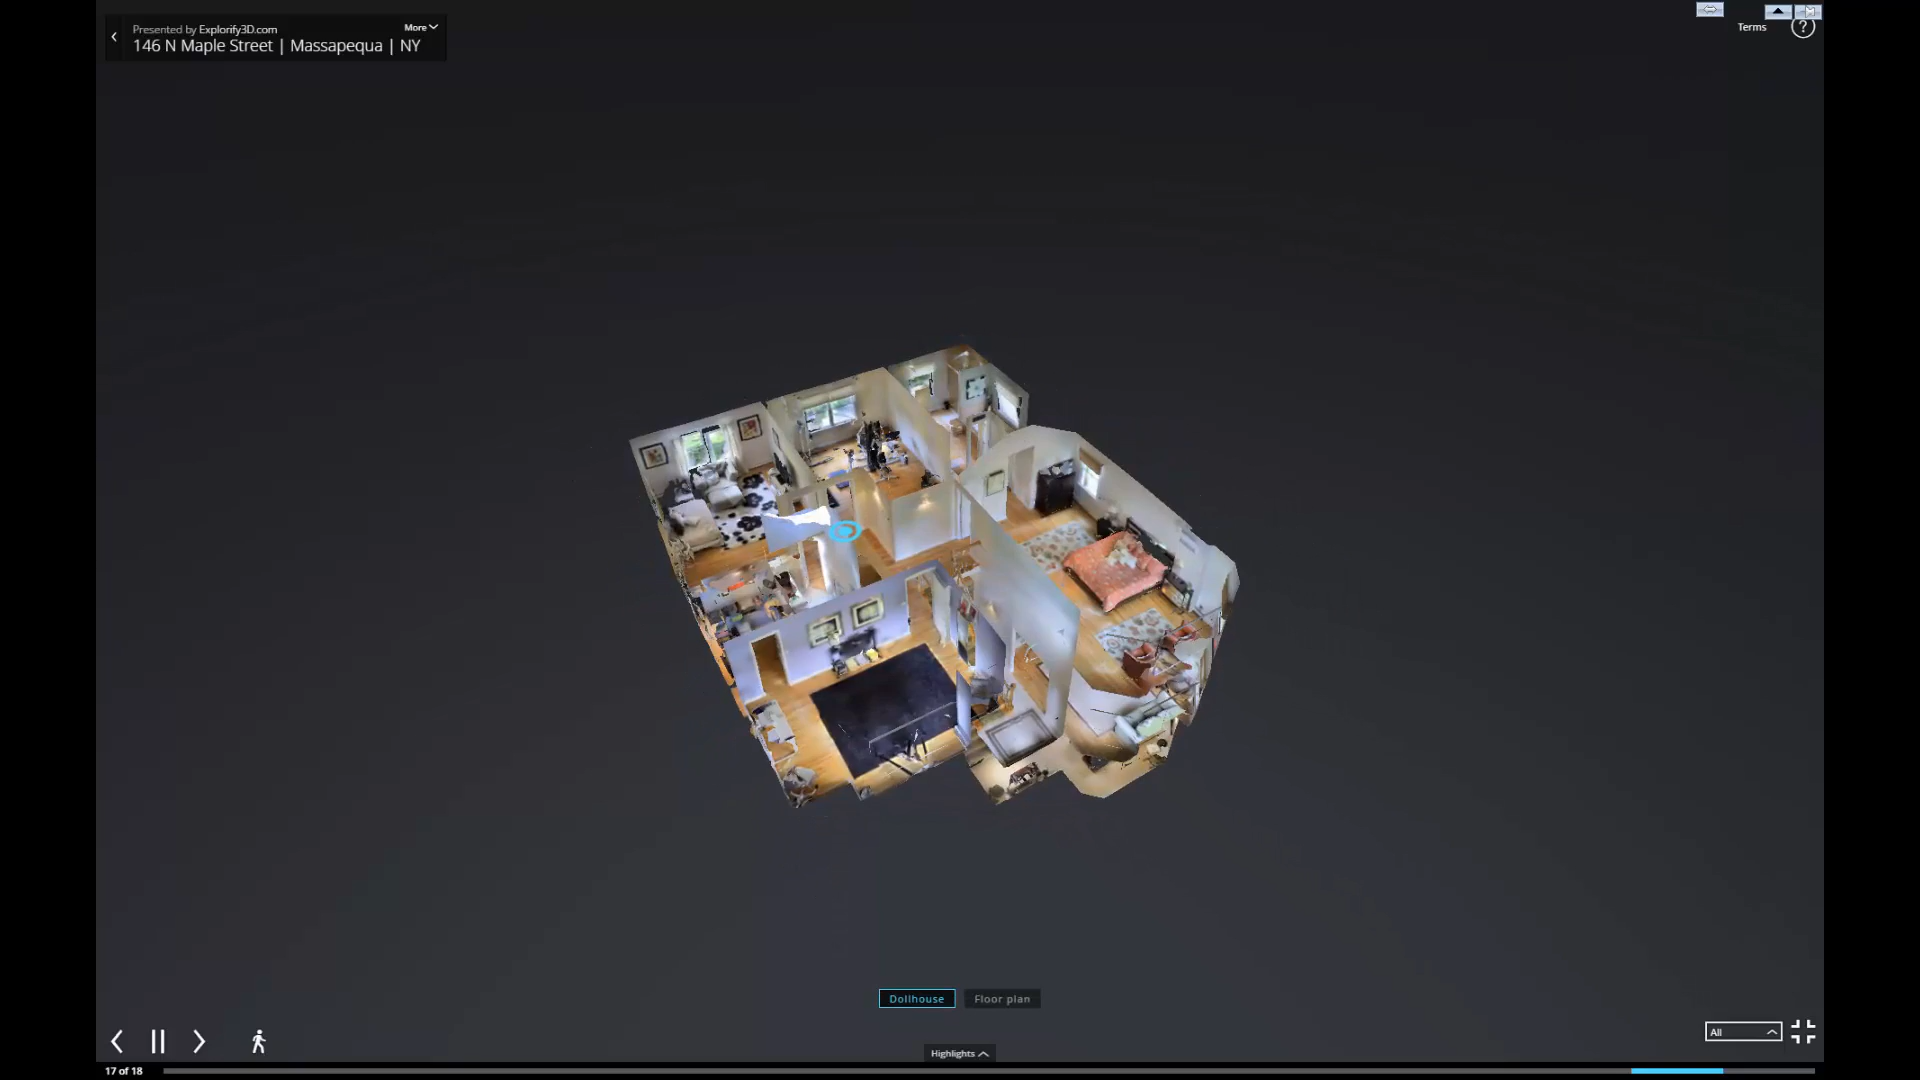 Presented by Explorify3D.com
More
146 N Maple Street | Massapequa | NY
Terms
?
Dollhouse
Floor plan
All
Highlights
17 of 18